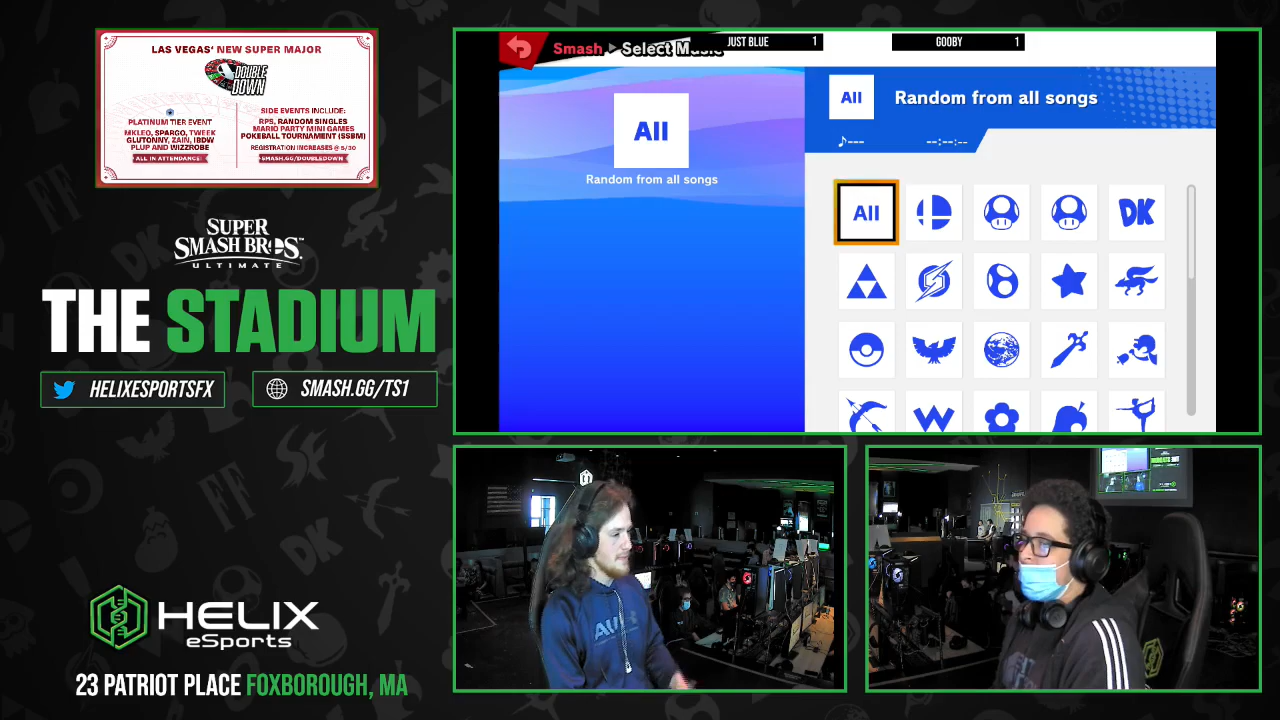 LAS VEGAS' NEW SUPER MAJOR
DOUBLE
DOWN
PLATINUM TIER EVENT
MKLEO, SPARGO, TWEEK
GLUTONNY, ZAIN, IBDW
PLUP AND WIZZROBE
ALL IN ATTENDANCE!
SIDE EVENTS INCLUDE:
RPS, RANDOM SINGLES
MARIO PARTY MINI GAMES
POKEBALL TOURNAMENT (SSBM)
REGISTRATION INCREASES @ 5/30
SMASH.GG/DOUBLEDOWN
SUPER
SMASH BROS.™
ULTIMATE
THE STADIUM
HELIXESPORTSFX
SMASH.GG/TS1
HELIX
eSports
23 PATRIOT PLACE FOXBOROUGH, MA
Smash ▶ Select Music
JUST BLUE 1
GOOBY 1
All
Random from all songs
All
Random from all songs
♪--- --:--:--
All
DK